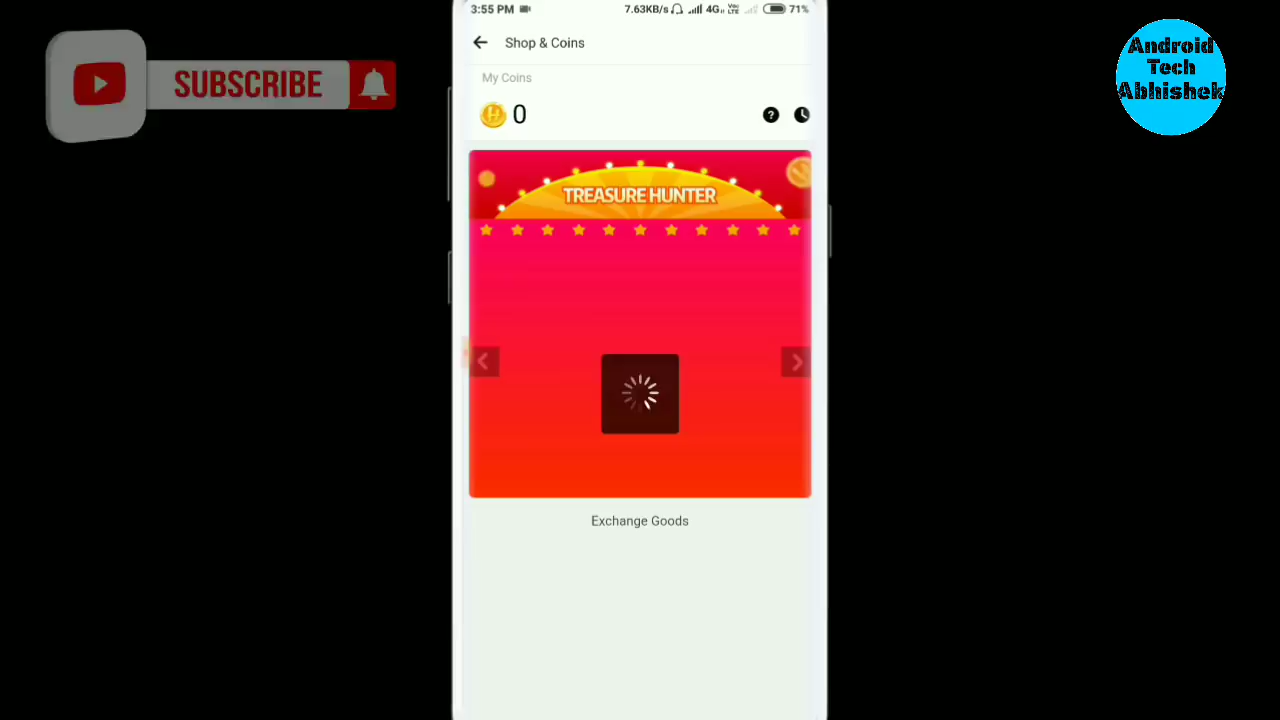 SUBSCRIBE
Android
Tech
Abhishek
3:55 PM
7.63KB/s 4G VoLTE 71%
Shop & Coins
My Coins
0
TREASURE HUNTER
Exchange Goods